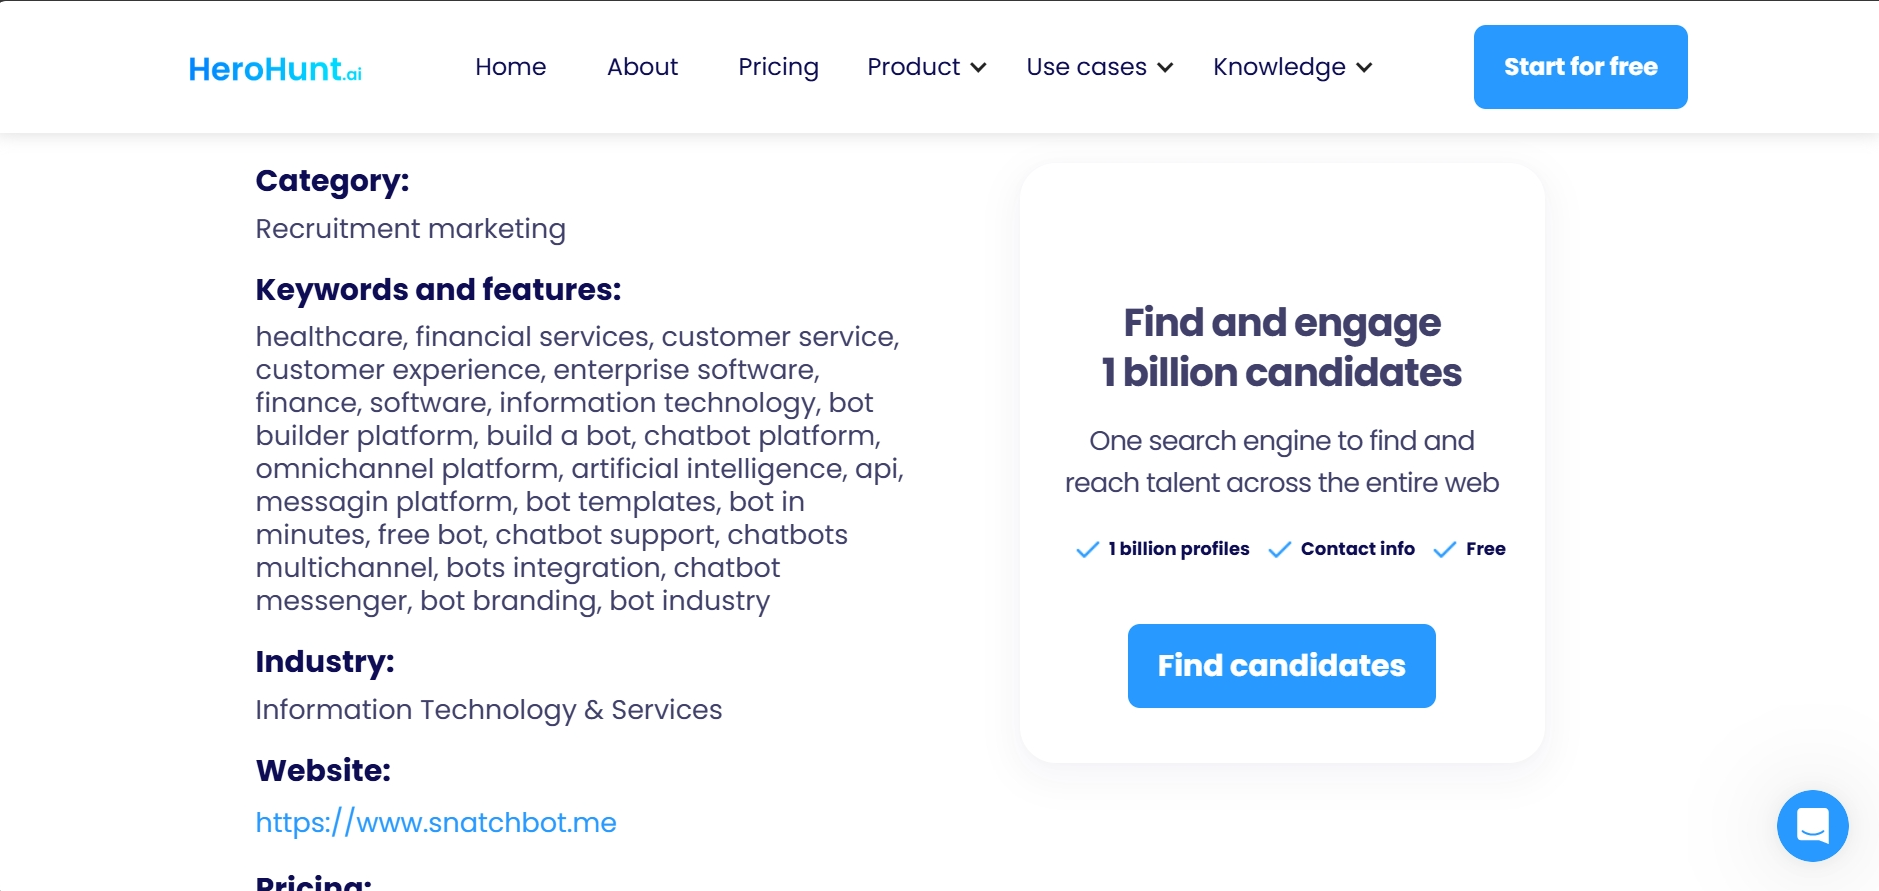 HeroHunt.ai
Home
About
Pricing
Product
Use cases
Knowledge
Start for free
Category:
Recruitment marketing
Keywords and features:
healthcare, financial services, customer service,
customer experience, enterprise software,
finance, software, information technology, bot
builder platform, build a bot, chatbot platform,
omnichannel platform, artificial intelligence, api,
messagin platform, bot templates, bot in
minutes, free bot, chatbot support, chatbots
multichannel, bots integration, chatbot
messenger, bot branding, bot industry
Industry:
Information Technology & Services
Website:
https://www.snatchbot.me
Pricing:
Find and engage
1 billion candidates
One search engine to find and
reach talent across the entire web
1 billion profiles
Contact info
Free
Find candidates